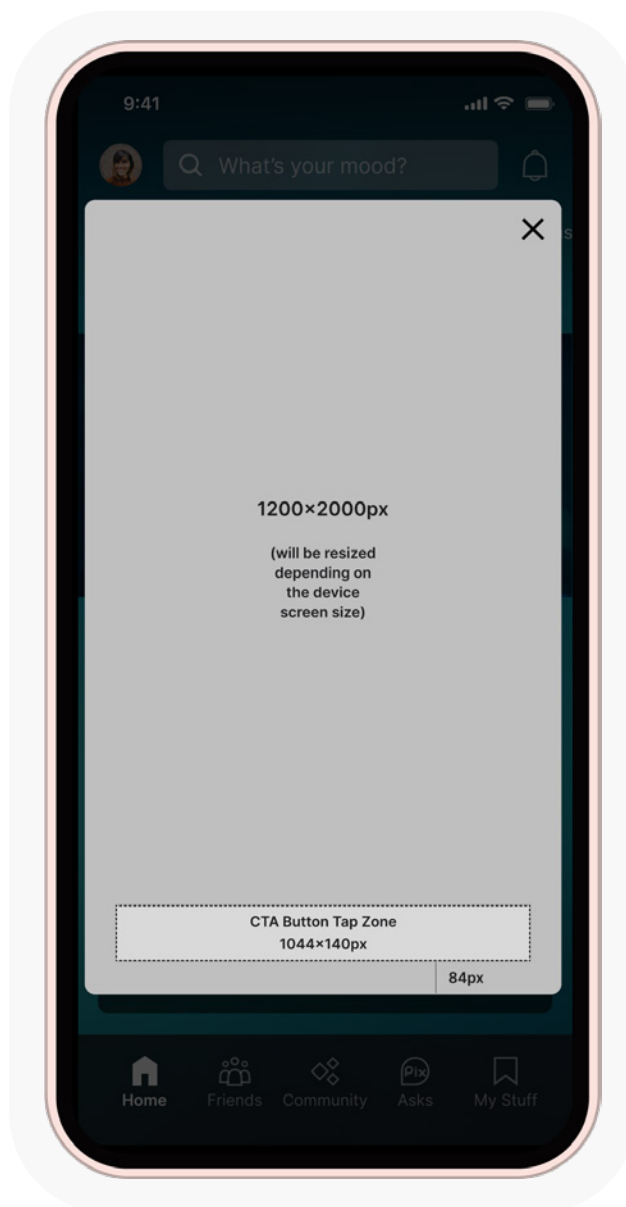 9:41
What's your mood?
s
1200×2000px
(will be resized
depending on
the device
screen size)
CTA Button Tap Zone
1044×140px
84px
Pix
Home Friends Community Asks My Stuff